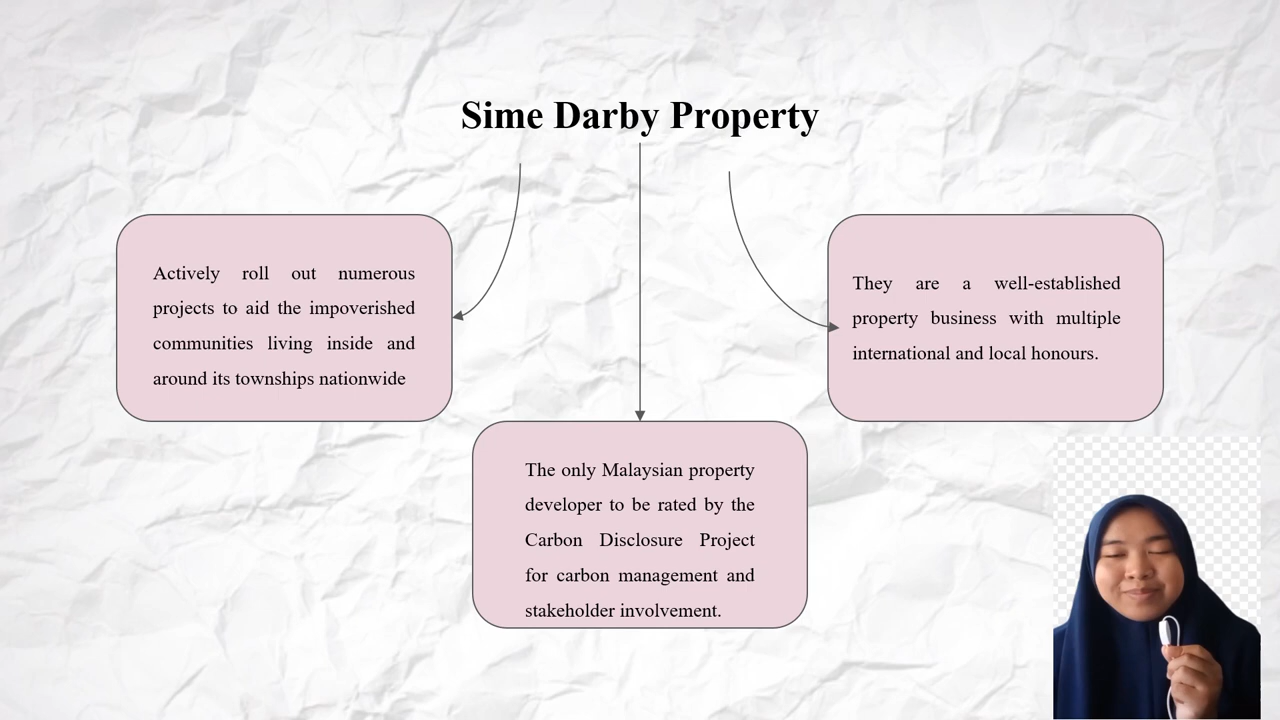 Sime Darby Property
Actively roll out numerous
projects to aid the impoverished
communities living inside and
around its townships nationwide
The only Malaysian property
developer to be rated by the
Carbon Disclosure Project
for carbon management and
stakeholder involvement.
They are a well-established
property business with multiple
international and local honours.